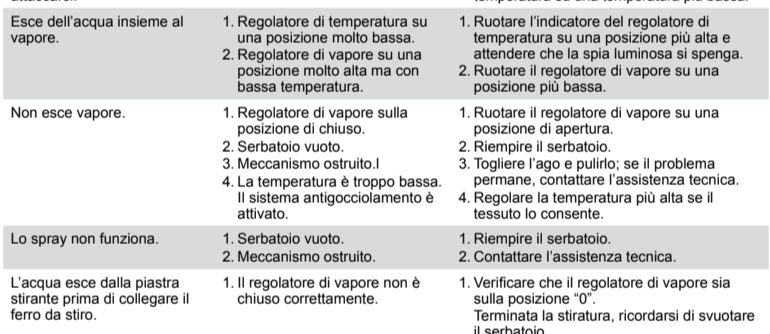 Esce dell'acqua insieme al
vapore.
1. Regolatore di temperatura su
una posizione molto bassa.
2. Regolatore di vapore su una
posizione molto alta ma con
bassa temperatura.
1. Ruotare l'indicatore del regolatore di
temperatura su una posizione più alta e
attendere che la spia luminosa si spenga.
2. Ruotare il regolatore di vapore su una
posizione più bassa.
Non esce vapore.
1. Regolatore di vapore sulla
posizione di chiuso.
2. Serbatoio vuoto.
3. Meccanismo ostruito.l
4. La temperatura è troppo bassa.
Il sistema antigocciolamento è
attivato.
1. Ruotare il regolatore di vapore su una
posizione di apertura.
2. Riempire il serbatoio.
3. Togliere l'ago e pulirlo; se il problema
permane, contattare l'assistenza tecnica.
4. Regolare la temperatura più alta se il
tessuto lo consente.
Lo spray non funziona.
1. Serbatoio vuoto.
2. Meccanismo ostruito.
1. Riempire il serbatoio.
2. Contattare l'assistenza tecnica.
L'acqua esce dalla piastra
stirante prima di collegare il
ferro da stiro.
1. Il regolatore di vapore non è
chiuso correttamente.
1. Verificare che il regolatore di vapore sia
sulla posizione "0".
Terminata la stiratura, ricordarsi di svuotare
il serbatoio